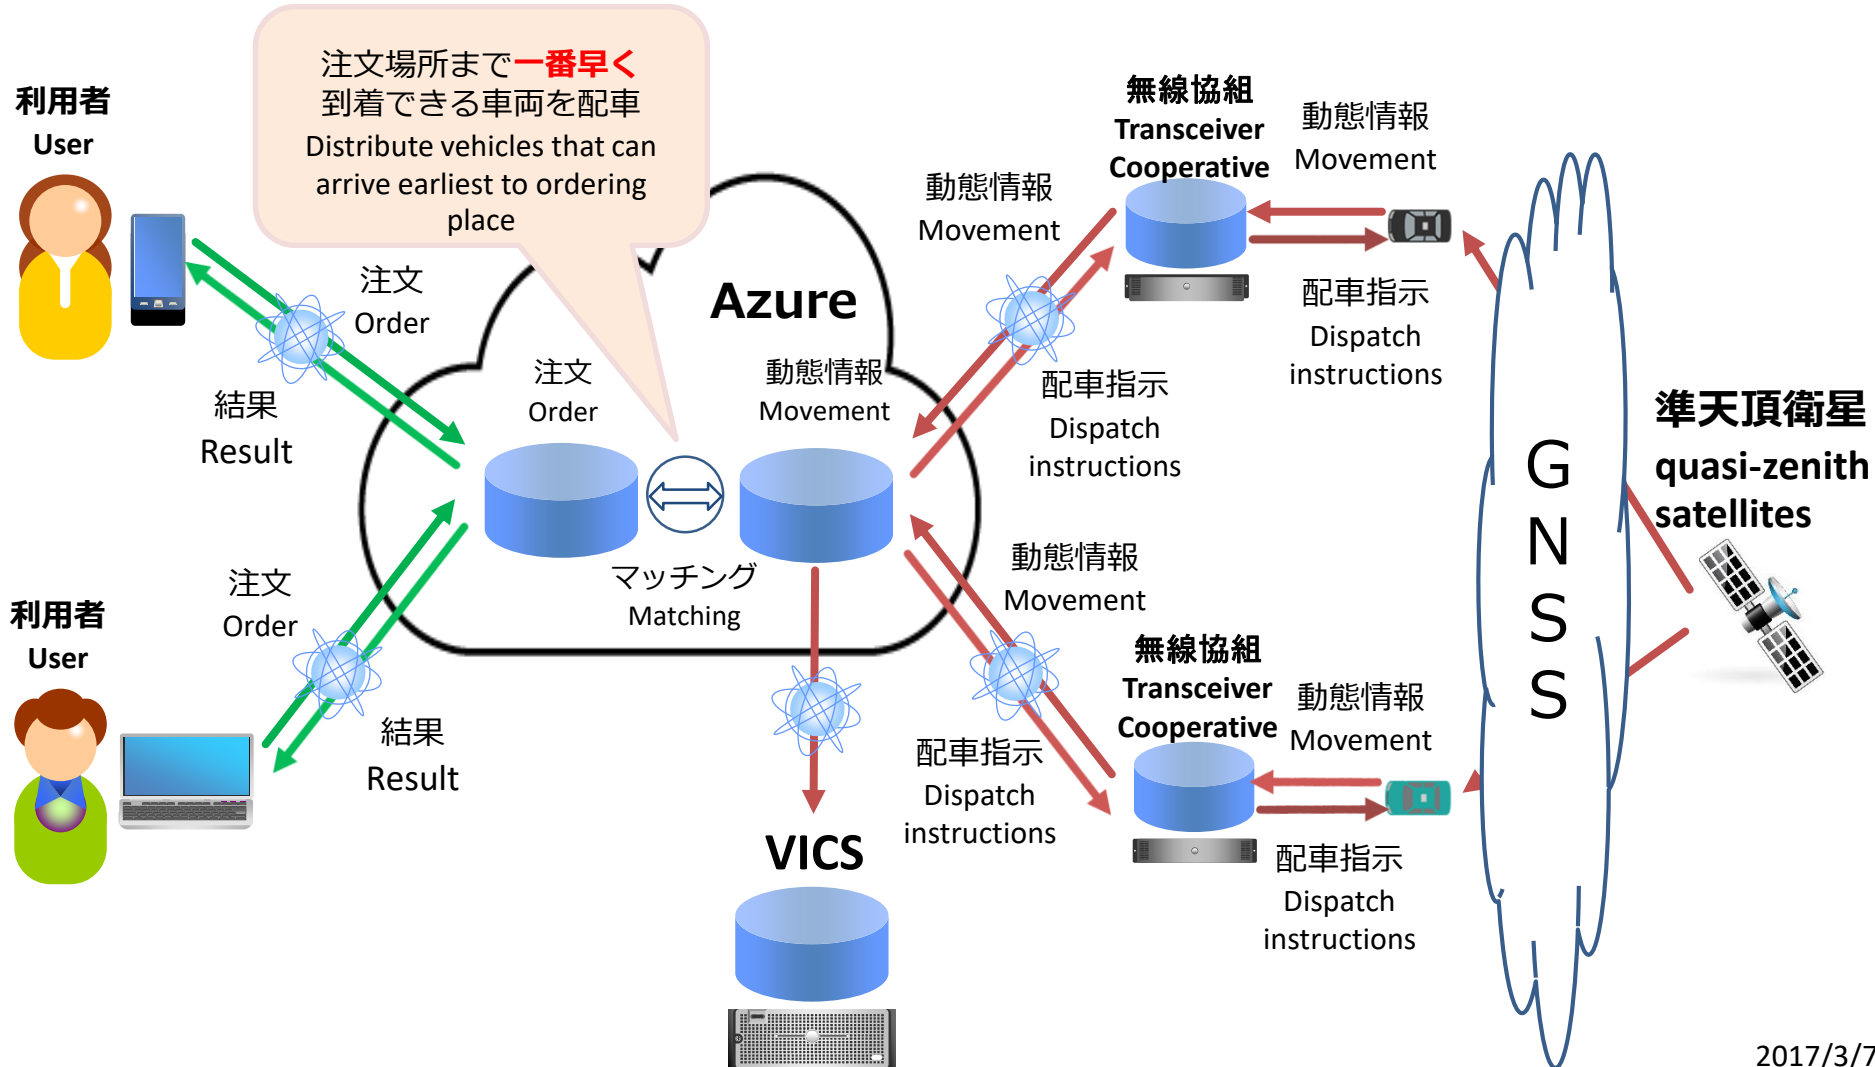 注文場所まで一番早く
到着できる車両を配車
Distribute vehicles that can
arrive earliest to ordering
place
利用者
User
注文
Order
結果
Result
利用者
User
注文
Order
結果
Result
Azure
注文
Order
動態情報
Movement
マッチング
Matching
VICS
動態情報
Movement
配車指示
Dispatch
instructions
無線協組
Transceiver
Cooperative
動態情報
Movement
配車指示
Dispatch
instructions
動態情報
Movement
配車指示
Dispatch
instructions
無線協組
Transceiver
Cooperative
動態情報
Movement
配車指示
Dispatch
instructions
G
N
S
S
準天頂衛星
quasi-zenith
satellites
2017/3/7